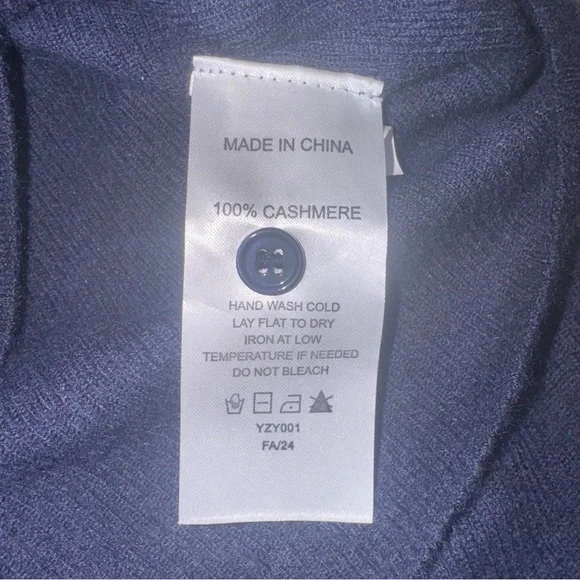 MADE IN CHINA
100% CASHMERE
HAND WASH COLD
LAY FLAT TO DRY
IRON AT LOW
TEMPERATURE IF NEEDED
DO NOT BLEACH
YZY001
FA/24